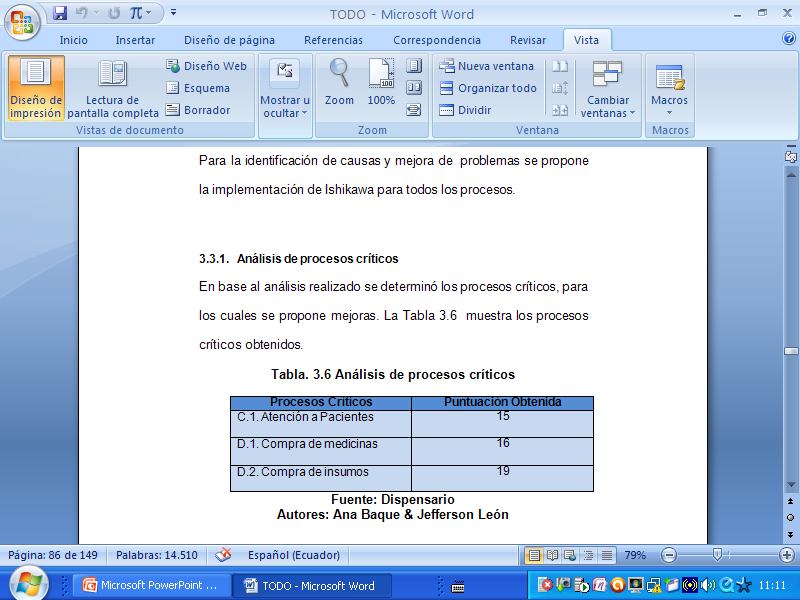 TODO - Microsoft Word
Inicio Insertar Diseño de página Referencias Correspondencia Revisar Vista
Diseño de impresión
Lectura de pantalla completa
Diseño Web
Esquema
Borrador
Vistas de documento
Mostrar u ocultar
Zoom
100%
Zoom
Nueva ventana
Organizar todo
Dividir
Cambiar ventanas
Ventana
Macros
Macros
Para la identificación de causas y mejora de problemas se propone
la implementación de Ishikawa para todos los procesos.
3.3.1. Análisis de procesos críticos
En base al análisis realizado se determinó los procesos críticos, para
los cuales se propone mejoras. La Tabla 3.6 muestra los procesos
críticos obtenidos.
Tabla. 3.6 Análisis de procesos críticos
Procesos Críticos Puntuación Obtenida
C.1. Atención a Pacientes 15
D.1. Compra de medicinas 16
D.2. Compra de insumos 19
Fuente: Dispensario
Autores: Ana Baque & Jefferson León
Página: 86 de 149 Palabras: 14.510 Español (Ecuador) 79%
Microsoft PowerPoint ... TODO - Microsoft Word 11:11